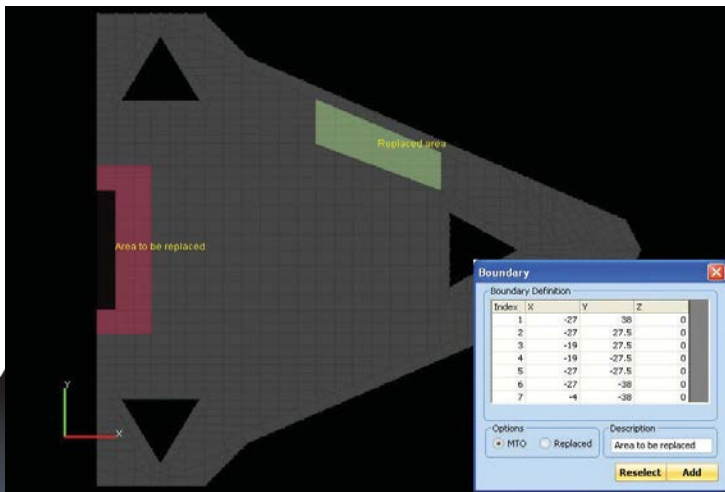 Replaced area
Area to be replaced
Y
X
Boundary
Boundary Definition
Index X Y Z
1 -27 38 0
2 -27 27.5 0
3 -19 27.5 0
4 -19 -27.5 0
5 -27 -27.5 0
6 -27 -38 0
7 -4 -38 0
Options
MTO Replaced
Description
Area to be replaced
Reselect Add